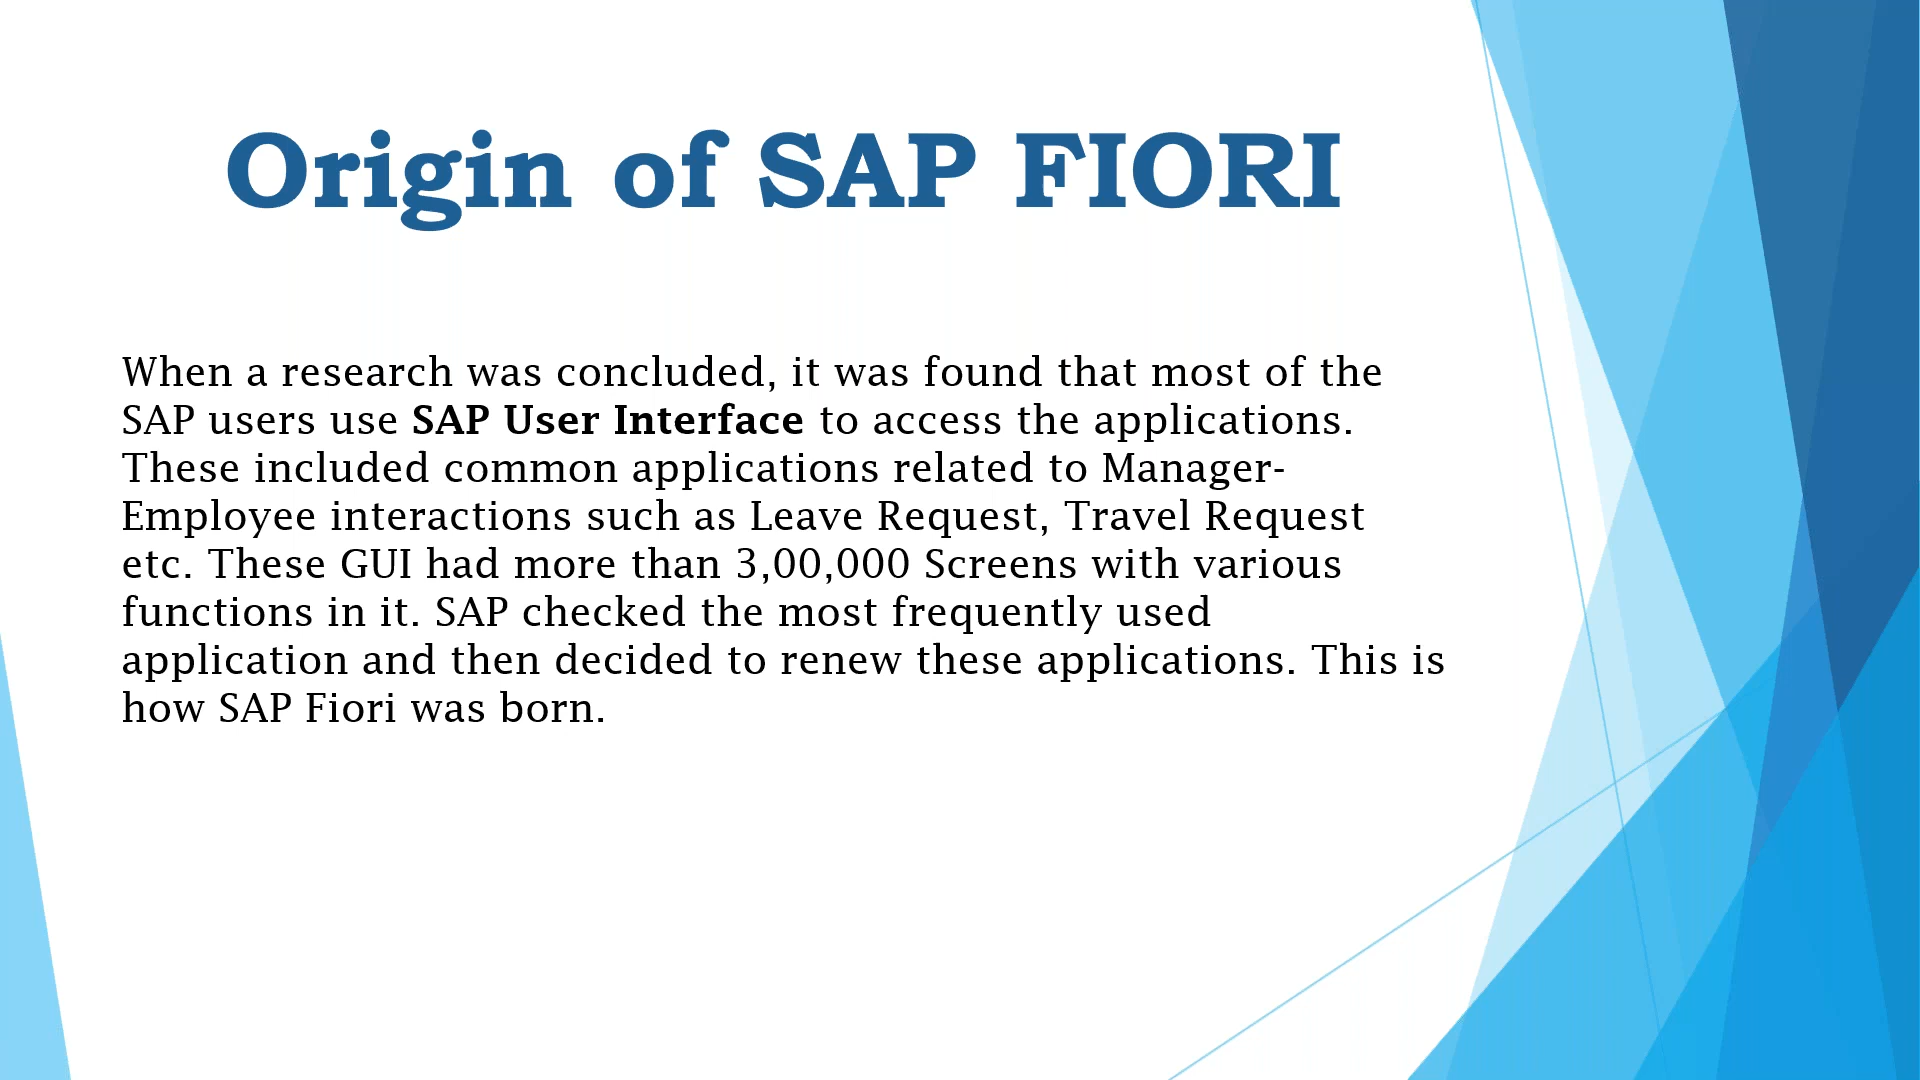 Origin of SAP FIORI
When a research was concluded, it was found that most of the
SAP users use SAP User Interface to access the applications.
These included common applications related to Manager-
Employee interactions such as Leave Request, Travel Request
etc. These GUI had more than 3,00,000 Screens with various
functions in it. SAP checked the most frequently used
application and then decided to renew these applications. This is
how SAP Fiori was born.